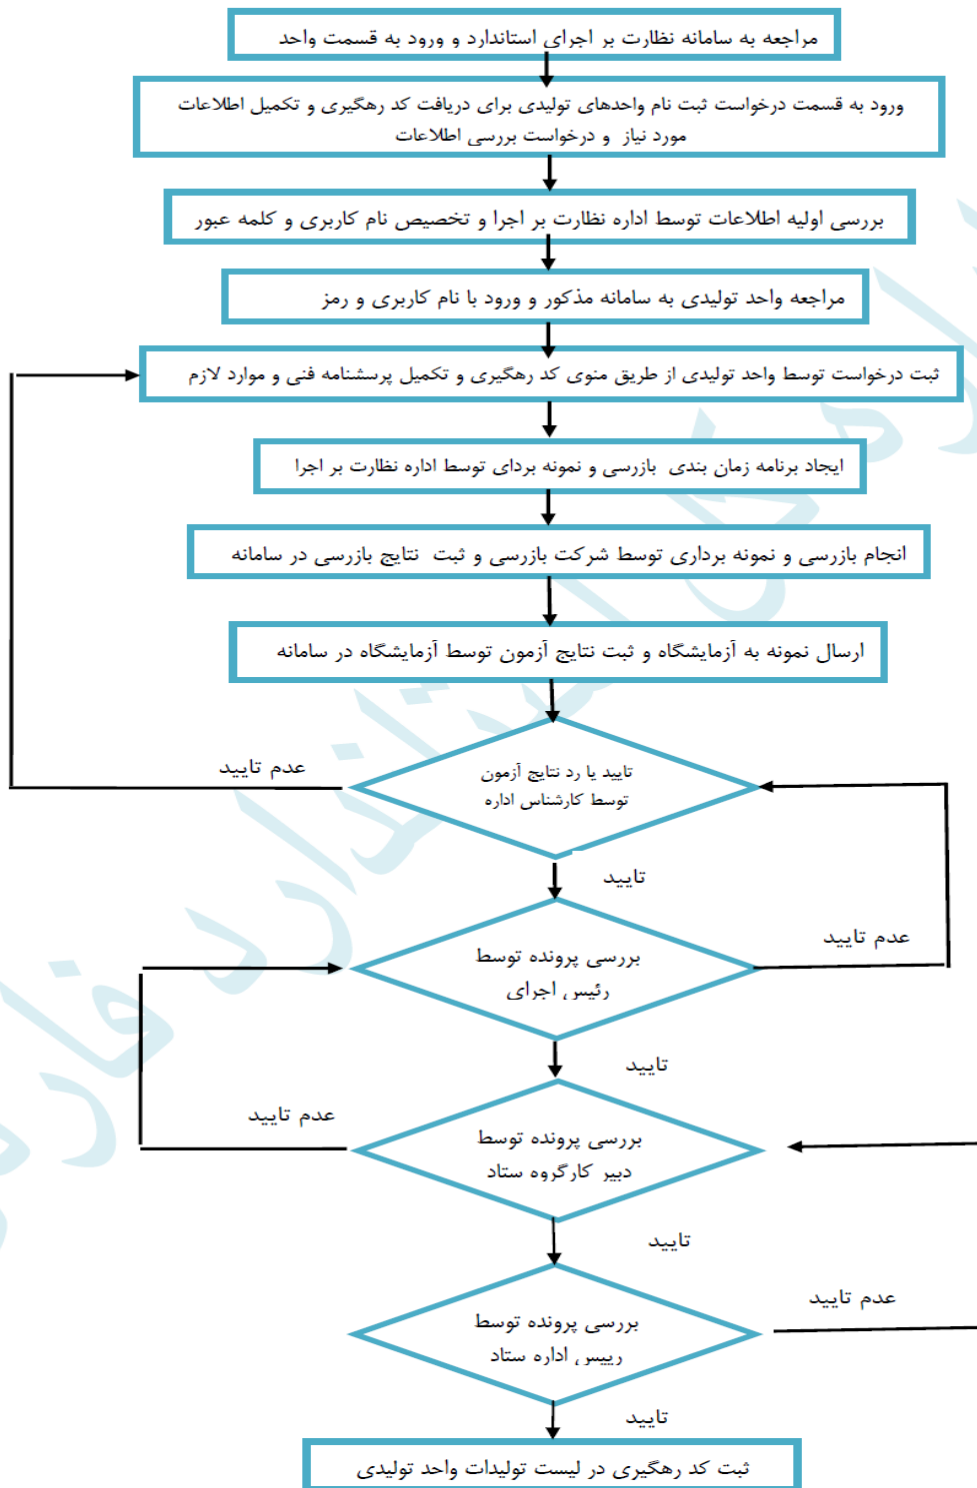 مراجعه به سامانه نظارت بر اجرای استاندارد و ورود به قسمت واحد
ورود به قسمت درخواست ثبت نام واحدهای تولیدی برای دریافت کد رهگیری و تکمیل اطلاعات
مورد نیاز و درخواست بررسی اطلاعات
بررسی اولیه اطلاعات توسط اداره نظارت بر اجرا و تخصیص نام کاربری و کلمه عبور
مراجعه واحد تولیدی به سامانه مذکور و ورود با نام کاربری و رمز
ثبت درخواست توسط واحد تولیدی از طریق منوی کد رهگیری و تکمیل پرسشنامه فنی و موارد لازم
ایجاد برنامه زمان بندی بازرسی و نمونه بردای توسط اداره نظارت بر اجرا
انجام بازرسی و نمونه برداری توسط شرکت بازرسی و ثبت نتایج بازرسی در سامانه
ارسال نمونه به آزمایشگاه و ثبت نتایج آزمون توسط آزمایشگاه در سامانه
تایید یا رد نتایج آزمون
توسط کارشناس اداره
عدم تایید
تایید
بررسی پرونده توسط
رئیس اجرای
عدم تایید
تایید
بررسی پرونده توسط
دبیر کارگروه ستاد
عدم تایید
تایید
بررسی پرونده توسط
رییس اداره ستاد
عدم تایید
تایید
ثبت کد رهگیری در لیست تولیدات واحد تولیدی